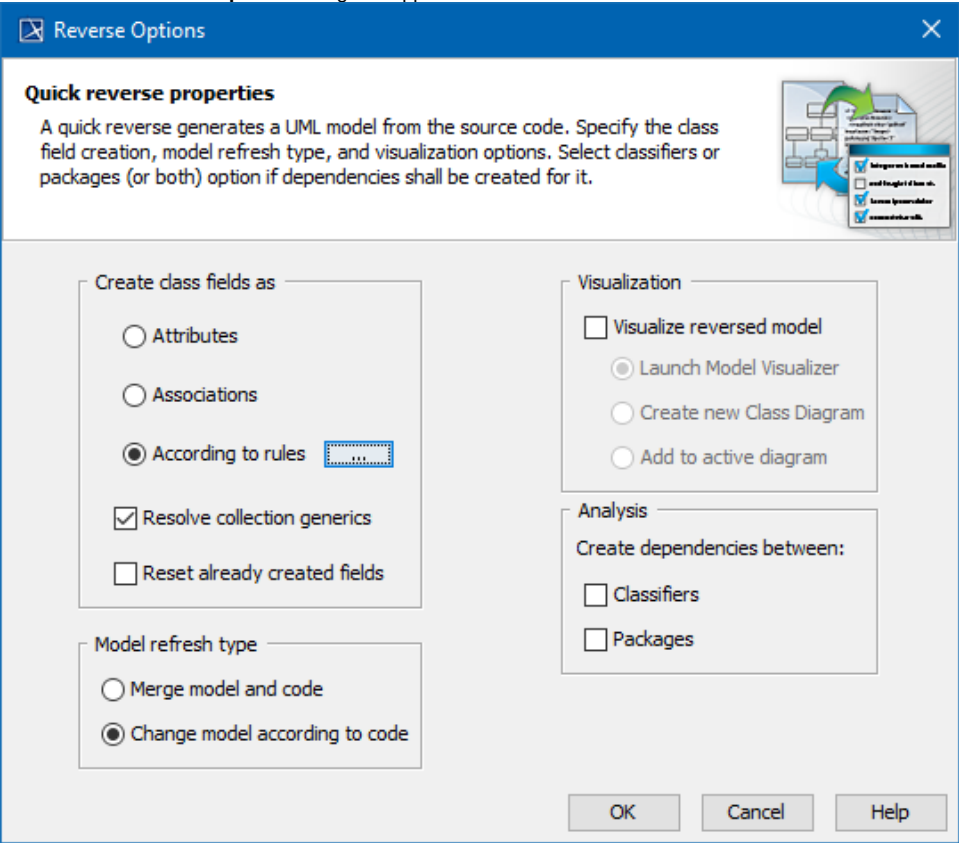 Reverse Options
Quick reverse properties
A quick reverse generates a UML model from the source code. Specify the class
field creation, model refresh type, and visualization options. Select classifiers or
packages (or both) option if dependencies shall be created for it.
Create class fields as
Attributes
Associations
According to rules ...
Resolve collection generics
Reset already created fields
Model refresh type
Merge model and code
Change model according to code
Visualization
Visualize reversed model
Launch Model Visualizer
Create new Class Diagram
Add to active diagram
Analysis
Create dependencies between:
Classifiers
Packages
OK Cancel Help